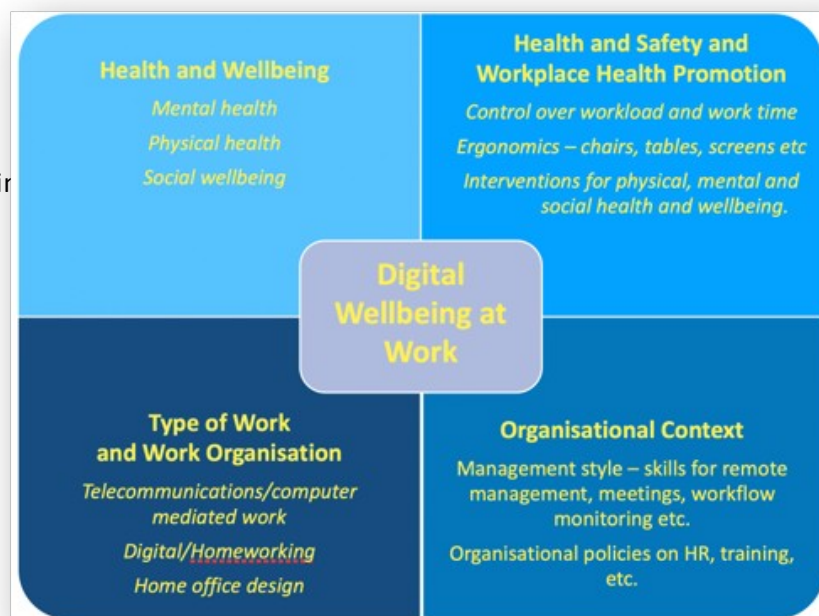 Health and Wellbeing
Mental health
Physical health
Social wellbeing
Health and Safety and
Workplace Health Promotion
Control over workload and work time
Ergonomics – chairs, tables, screens etc
Interventions for physical, mental and
social health and wellbeing.
Digital
Wellbeing at
Work
Type of Work
and Work Organisation
Telecommunications/computer
mediated work
Digital/Homeworking
Home office design
Organisational Context
Management style – skills for remote
management, meetings, workflow
monitoring etc.
Organisational policies on HR, training,
etc.